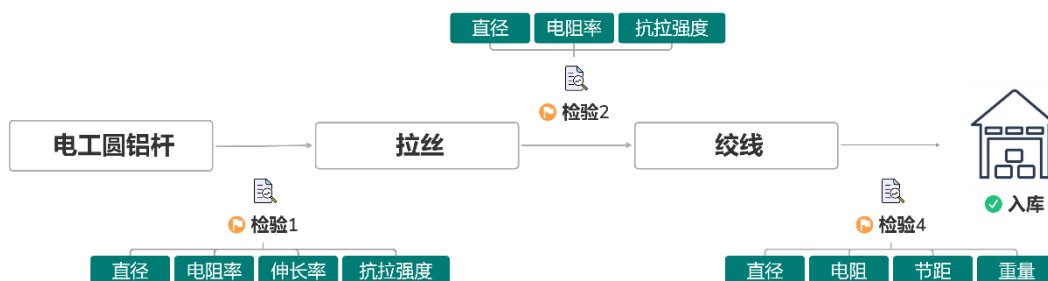 直径 电阻率 抗拉强度
检验2
电工圆铝杆 拉丝 绞线
入库
检验1 检验4
直径 电阻率 伸长率 抗拉强度 直径 电阻 节距 重量